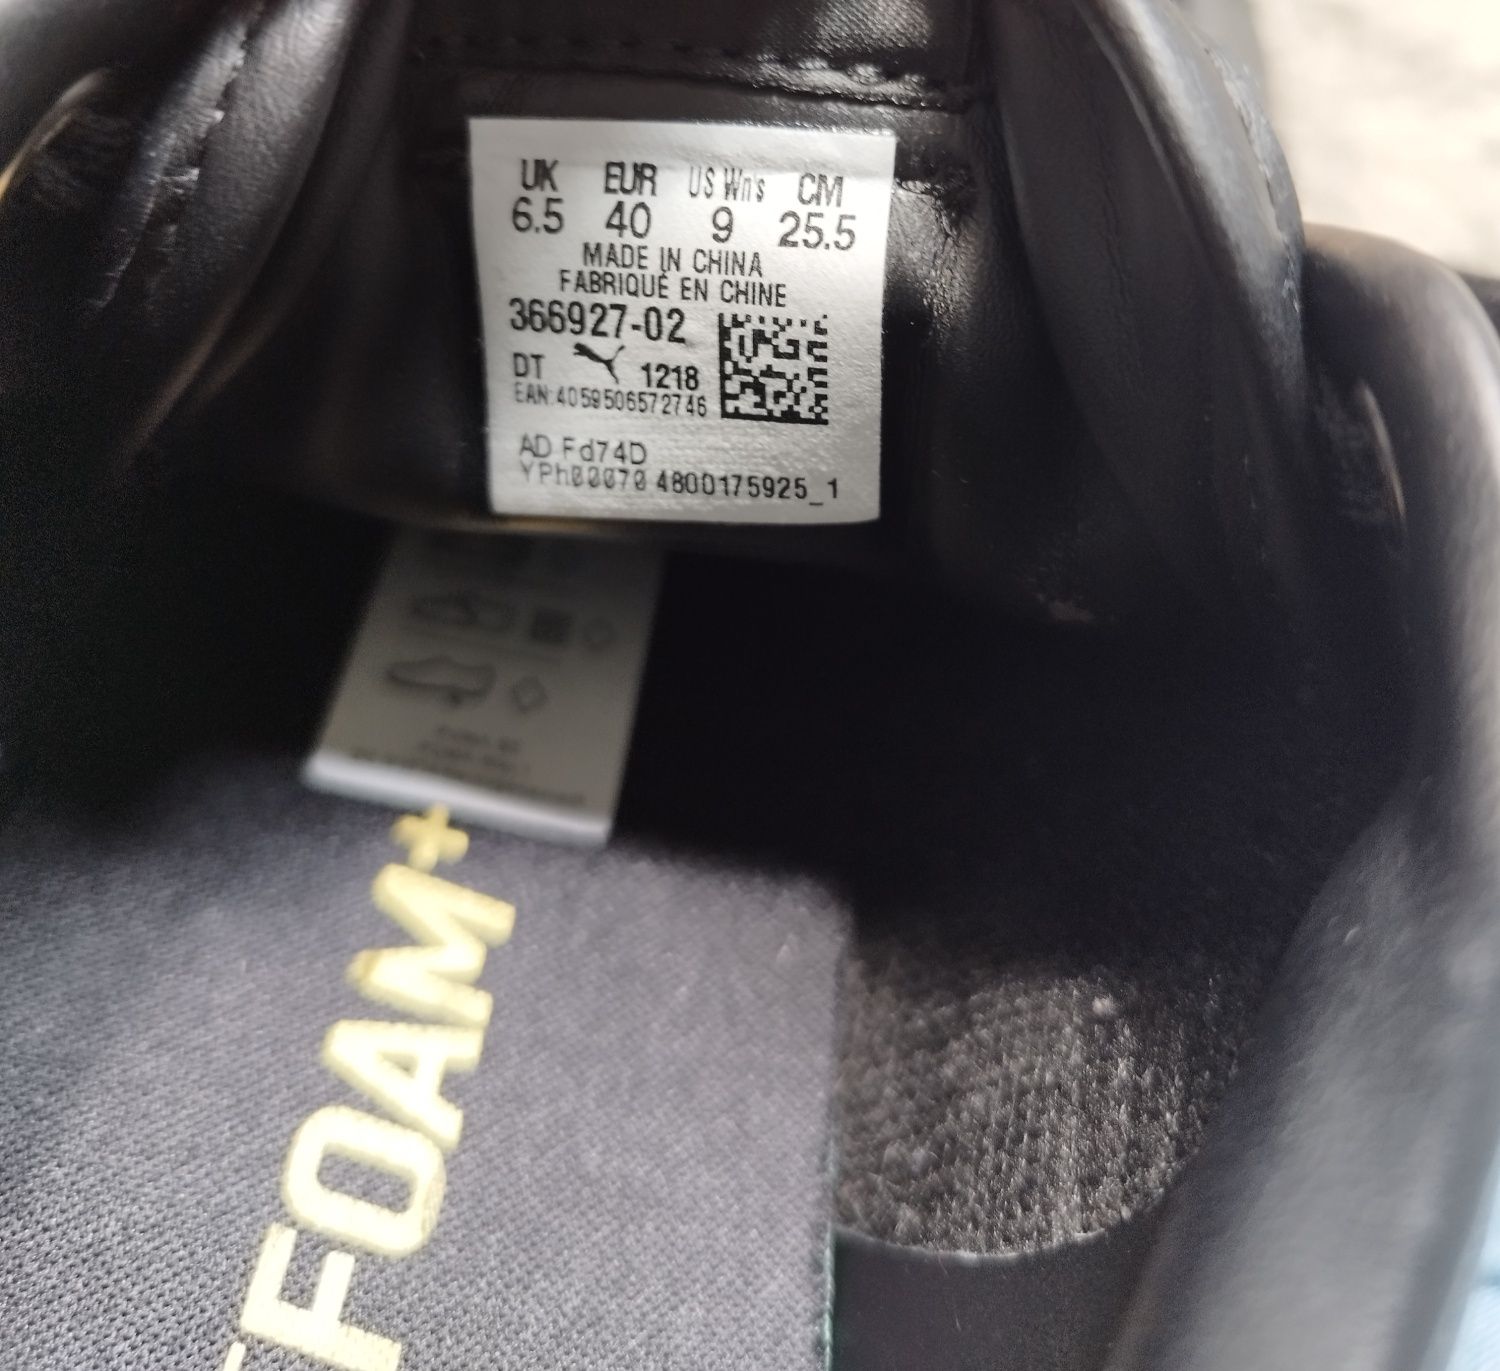 UK EUR US Wn's CM
6.5 40 9 25.5
MADE IN CHINA
FABRIQUÉ EN CHINE
366927-02
DT 1218
EAN:4059506572746
AD Fd74D
YPh00070 4800175925_1
FOAM+